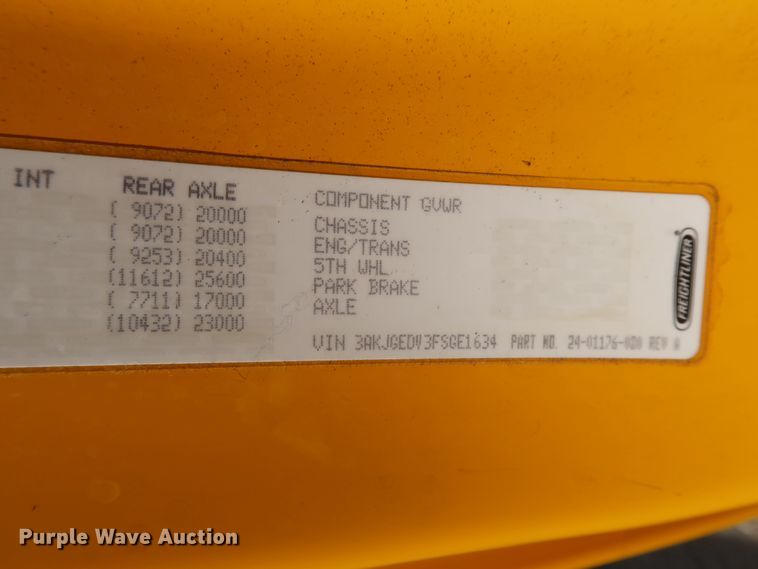 INT REAR AXLE
( 9072) 20000
( 9072) 20000
( 9253) 20400
(11612) 25600
( 7711) 17000
(10432) 23000
COMPONENT GVWR
CHASSIS
ENG/TRANS
5TH WHL
PARK BRAKE
AXLE
VIN 3AKJGEDV3FSGE1634 PART NO. 24-01176-000 REV A
FREIGHTLINER
Purple Wave Auction